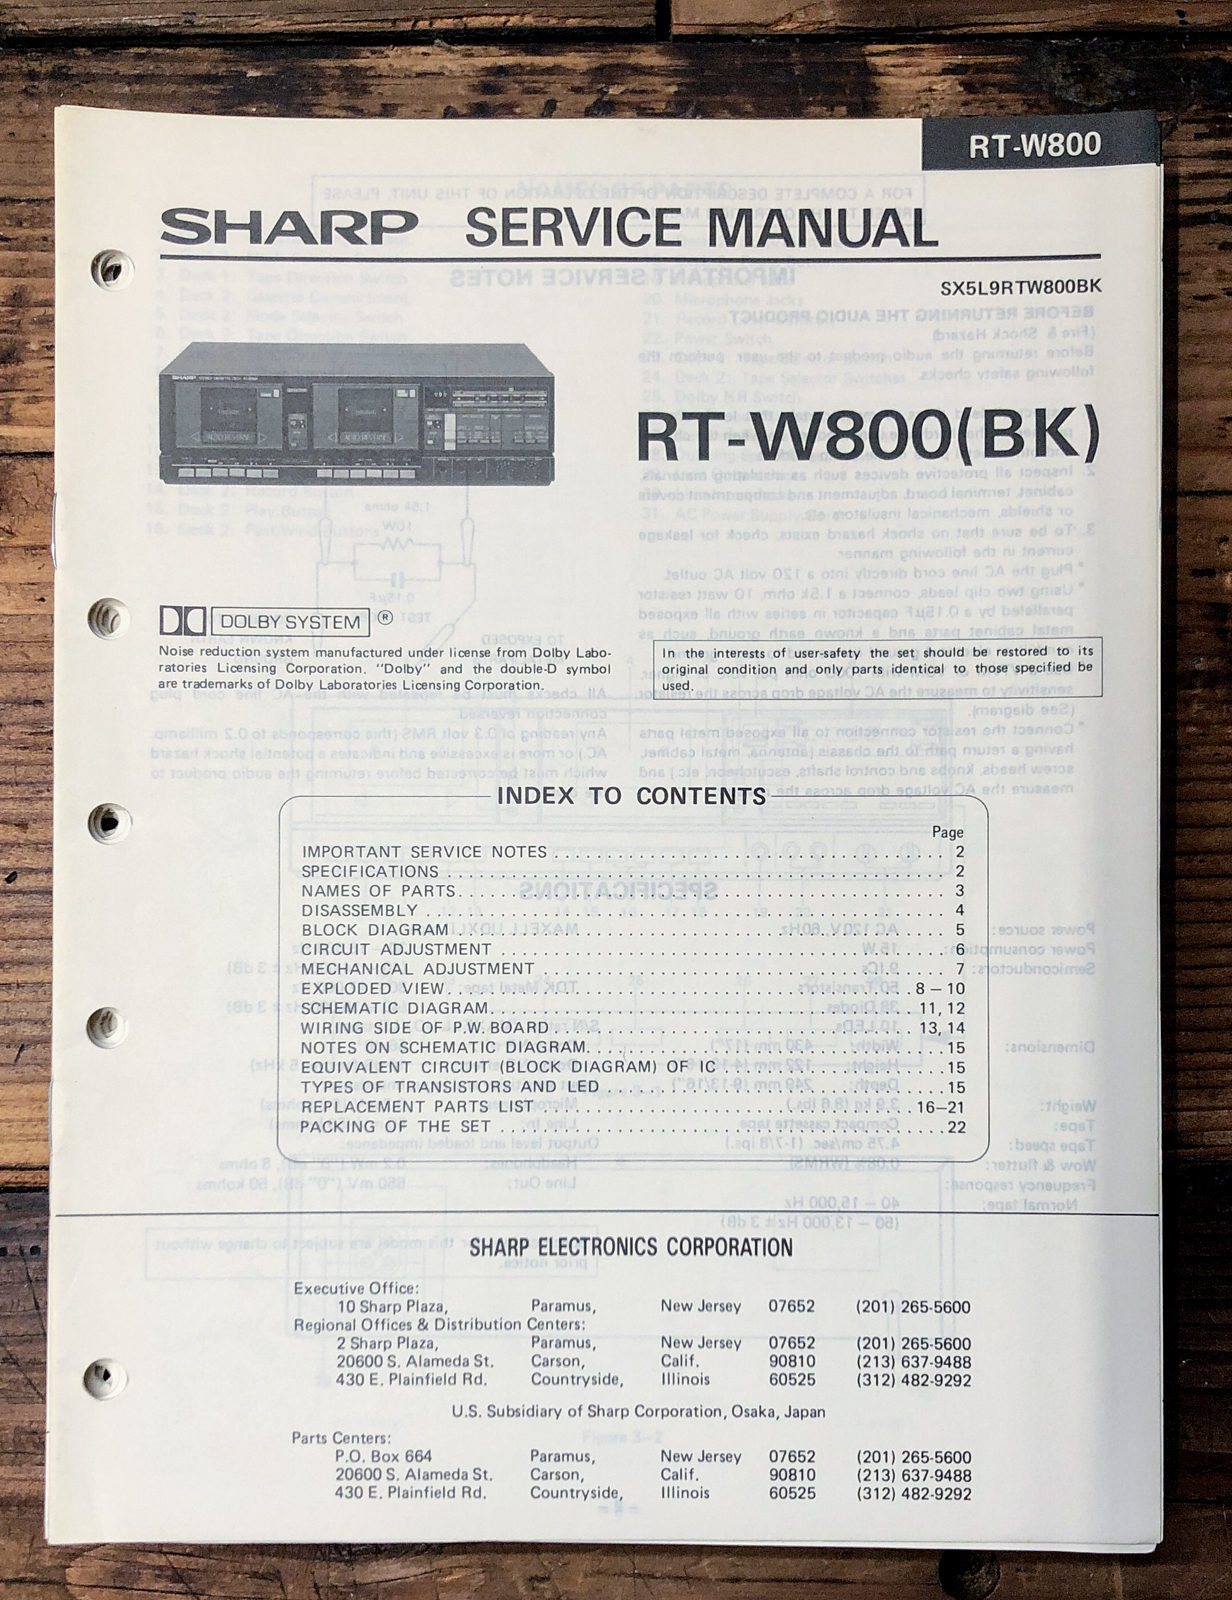 RT-W800
SHARP SERVICE MANUAL
SX5L9RTW800BK
RT-W800(BK)
DOLBY SYSTEM ®
Noise reduction system manufactured under license from Dolby Labo-
ratories Licensing Corporation. "Dolby" and the double-D symbol
are trademarks of Dolby Laboratories Licensing Corporation.
In the interests of user-safety the set should be restored to its
original condition and only parts identical to those specified be
used.
INDEX TO CONTENTS
Page
IMPORTANT SERVICE NOTES . . . . . . . . . . . . . . . . . . . . 2
SPECIFICATIONS . . . . . . . . . . . . . . . . . . . . 2
NAMES OF PARTS . . . . . . . . . . . . . . . . . . . . 3
DISASSEMBLY . . . . . . . . . . . . . . . . . . . . 4
BLOCK DIAGRAM . . . . . . . . . . . . . . . . . . . . 5
CIRCUIT ADJUSTMENT . . . . . . . . . . . . . . . . . . . . 6
MECHANICAL ADJUSTMENT . . . . . . . . . . . . . . . . . . . . 7
EXPLODED VIEW . . . . . . . . . . . . . . . . . . . . 8 – 10
SCHEMATIC DIAGRAM . . . . . . . . . . . . . . . . . . . . 11, 12
WIRING SIDE OF P.W.BOARD . . . . . . . . . . . . . . . . . . . . 13, 14
NOTES ON SCHEMATIC DIAGRAM . . . . . . . . . . . . . . . . . . . . 15
EQUIVALENT CIRCUIT (BLOCK DIAGRAM) OF IC . . . . . . . . . . . . . . . 15
TYPES OF TRANSISTORS AND LED . . . . . . . . . . . . . . . . . . . . 15
REPLACEMENT PARTS LIST . . . . . . . . . . . . . . . . . . . . 16–21
PACKING OF THE SET . . . . . . . . . . . . . . . . . . . . 22
SHARP ELECTRONICS CORPORATION
Executive Office:
10 Sharp Plaza, Paramus, New Jersey 07652 (201) 265-5600
Regional Offices & Distribution Centers:
2 Sharp Plaza, Paramus, New Jersey 07652 (201) 265-5600
20600 S. Alameda St. Carson, Calif. 90810 (213) 637-9488
430 E. Plainfield Rd. Countryside, Illinois 60525 (312) 482-9292
U.S. Subsidiary of Sharp Corporation, Osaka, Japan
Parts Centers:
P.O. Box 664 Paramus, New Jersey 07652 (201) 265-5600
20600 S. Alameda St. Carson, Calif. 90810 (213) 637-9488
430 E. Plainfield Rd. Countryside, Illinois 60525 (312) 482-9292